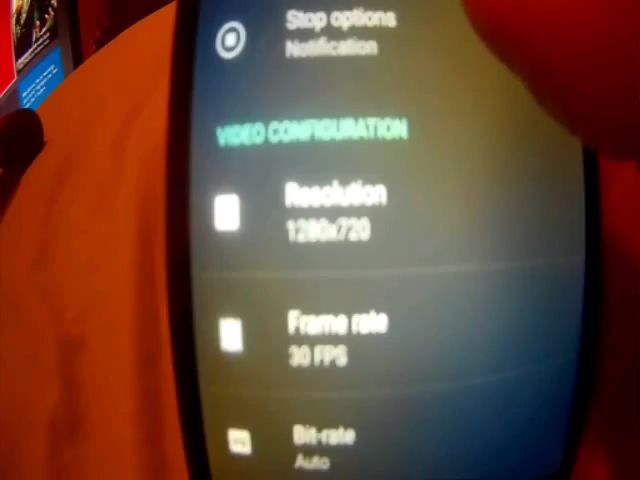 Stop options
Notification
VIDEO CONFIGURATION
Resolution
1280x720
Frame rate
30 FPS
Bit-rate
Auto